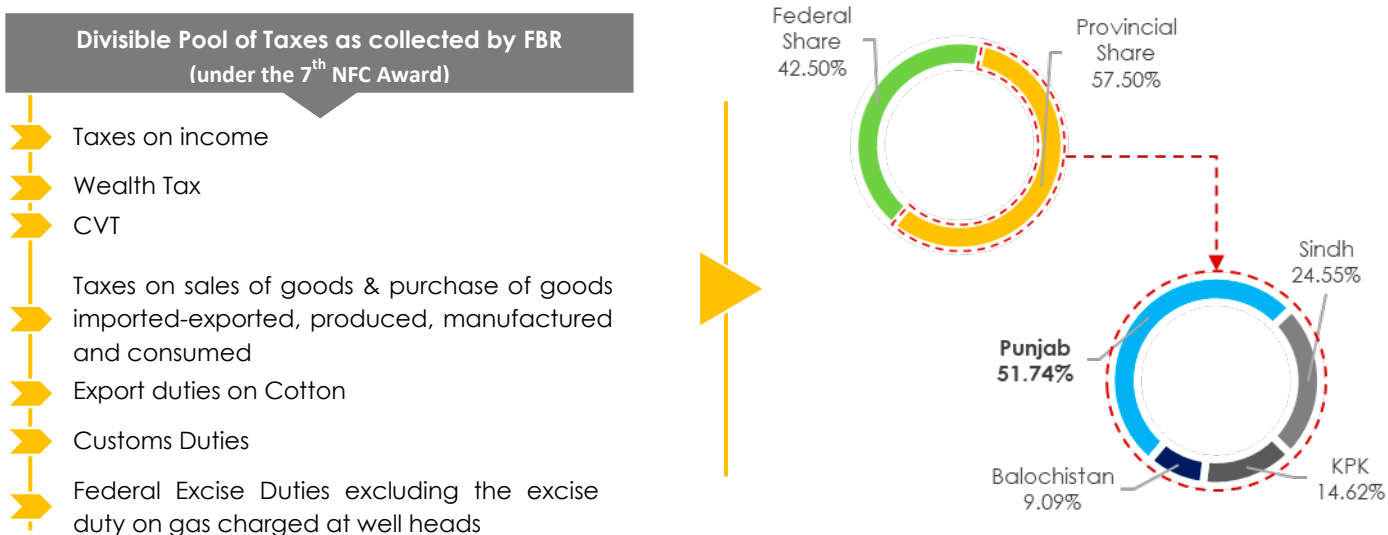 Divisible Pool of Taxes as collected by FBR
(under the 7th NFC Award)
Taxes on income
Wealth Tax
CVT
Taxes on sales of goods & purchase of goods
imported-exported, produced, manufactured
and consumed
Export duties on Cotton
Customs Duties
Federal Excise Duties excluding the excise
duty on gas charged at well heads
Federal
Share
42.50%
Provincial
Share
57.50%
Sindh
24.55%
Punjab
51.74%
Balochistan
9.09%
KPK
14.62%